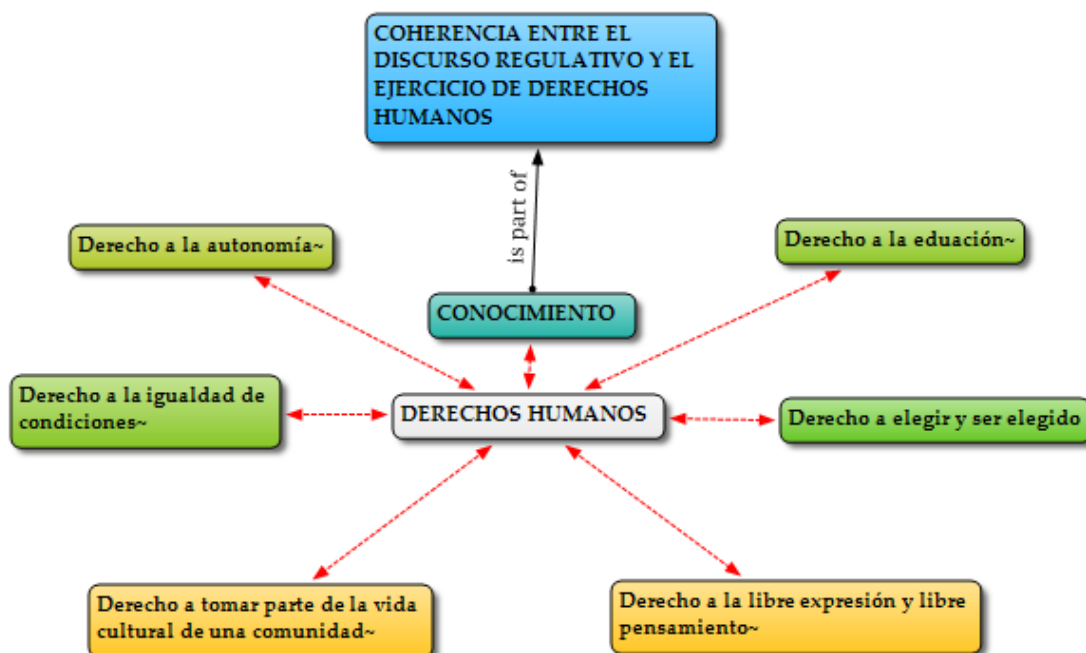 COHERENCIA ENTRE EL
DISCURSO REGULATIVO Y EL
EJERCICIO DE DERECHOS
HUMANOS
is part of
Derecho a la autonomía~
Derecho a la eduación~
CONOCIMIENTO
Derecho a la igualdad de
condiciones~
DERECHOS HUMANOS
Derecho a elegir y ser elegido
Derecho a tomar parte de la vida
cultural de una comunidad~
Derecho a la libre expresión y libre
pensamiento~